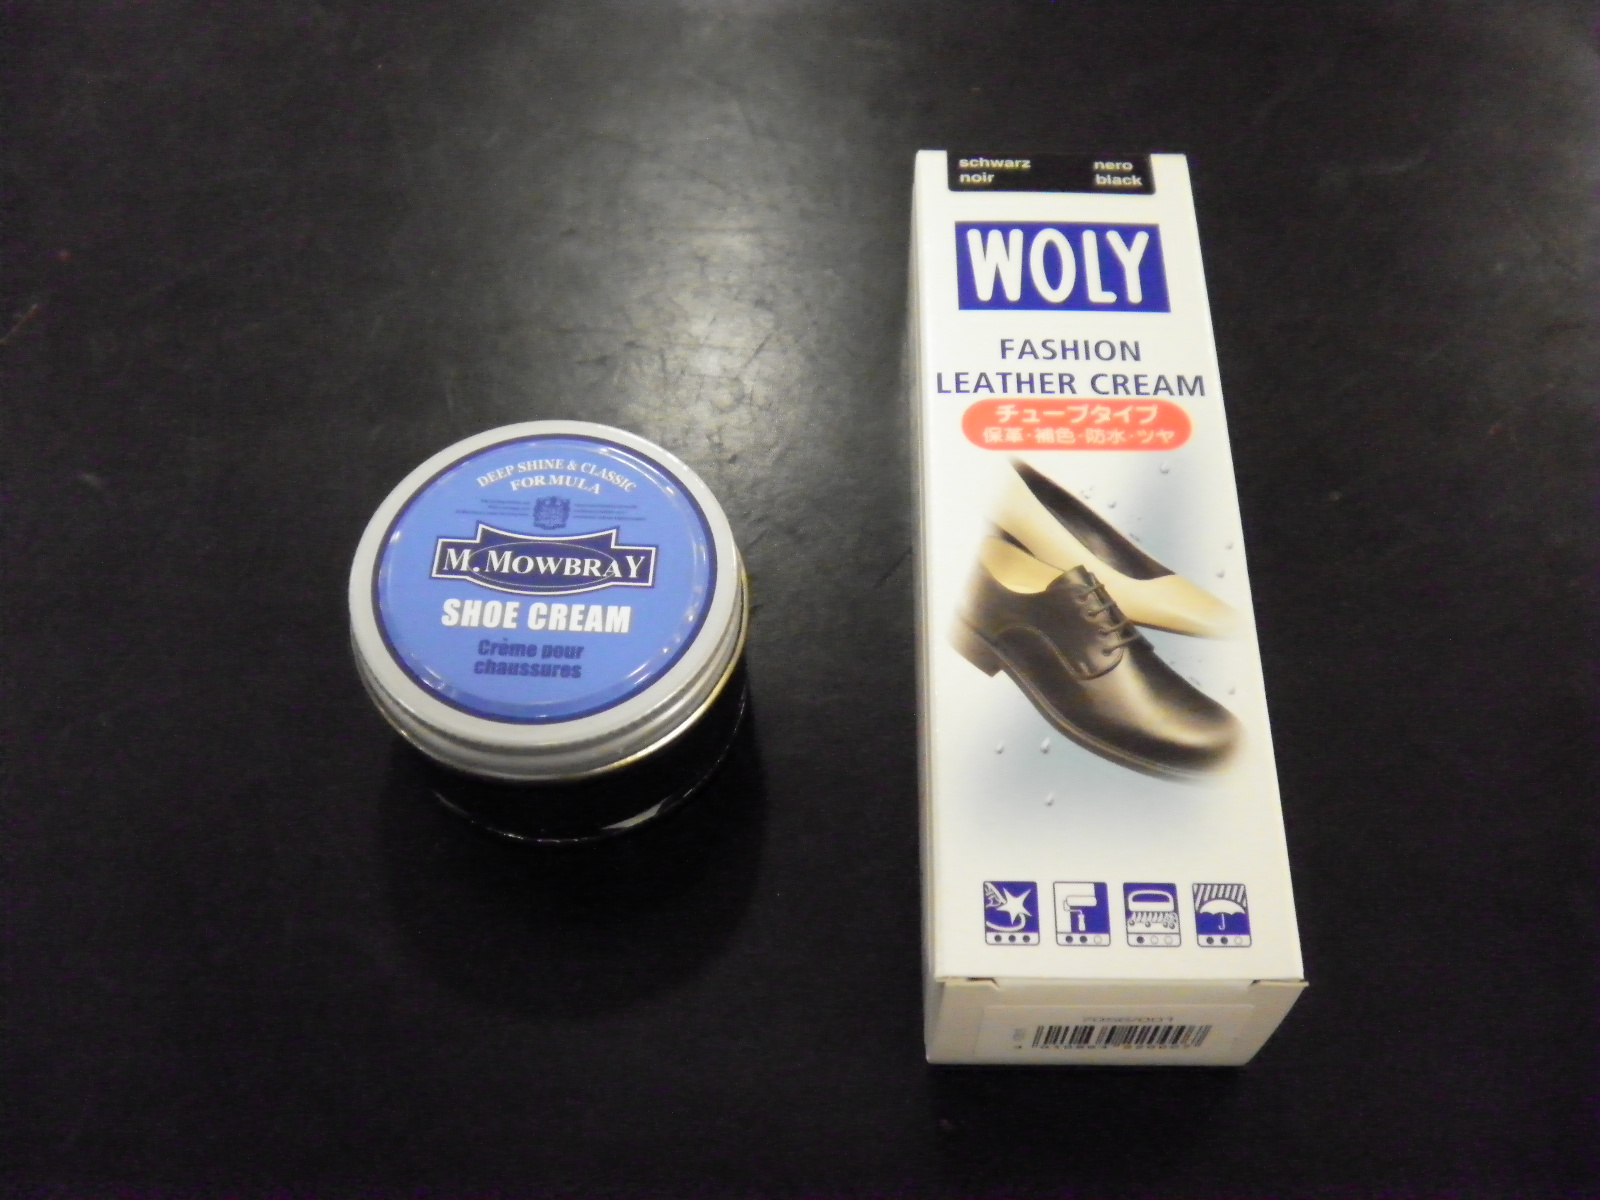 DEEP SHINE & CLASSIC
FORMULA
M. MOWBRAY
SHOE CREAM
Crème pour
chaussures
schwarz nero
noir black
WOLY
FASHION
LEATHER CREAM
チューブタイプ
保革·補色·防水·ツヤ